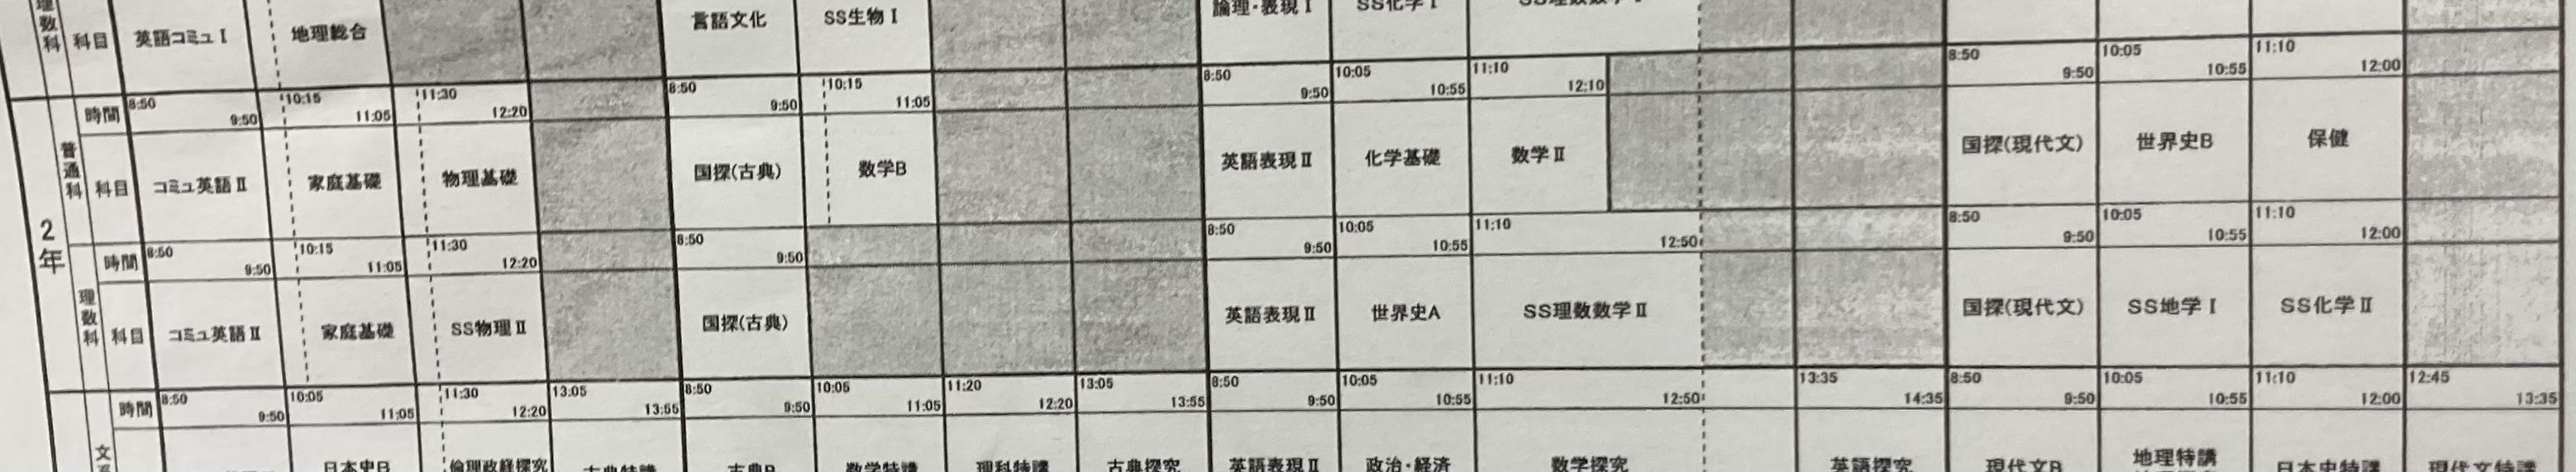 理数科 科目 英語コミュⅠ 地理総合 言語文化 SS生物Ⅰ 論理・表現Ⅰ SS化学Ⅰ
2年
普通科 時間 8:50 9:50 10:15 11:05 11:30 12:20 8:50 9:50 10:15 11:05 8:50 9:50 10:05 10:55 11:10 12:10 8:50 9:50 10:05 10:55 11:10 12:00
科目 コミュ英語Ⅱ 家庭基礎 物理基礎 国探(古典) 数学B 英語表現Ⅱ 化学基礎 数学Ⅱ 国探(現代文) 世界史B 保健
理数科 時間 8:50 9:50 10:15 11:05 11:30 12:20 8:50 9:50 8:50 9:50 10:05 10:55 11:10 12:50 8:50 9:50 10:05 10:55 11:10 12:00
科目 コミュ英語Ⅱ 家庭基礎 SS物理Ⅱ 国探(古典) 英語表現Ⅱ 世界史A SS理数数学Ⅱ 国探(現代文) SS地学Ⅰ SS化学Ⅱ
時間 8:50 9:50 10:05 11:05 11:30 12:20 13:05 13:55 8:50 9:50 10:05 11:05 11:20 12:20 13:05 13:55 8:50 9:50 10:05 10:55 11:10 12:50 13:35 14:35 8:50 9:50 10:05 10:55 11:10 12:00 12:45 13:35
文系 日本史B 倫理政経探究 古典特講 古典B 数学特講 理科特講 古典探究 英語表現Ⅱ 政治・経済 数学探究 英語探究 現代文B 地理特講 日本史特講 現代文特講